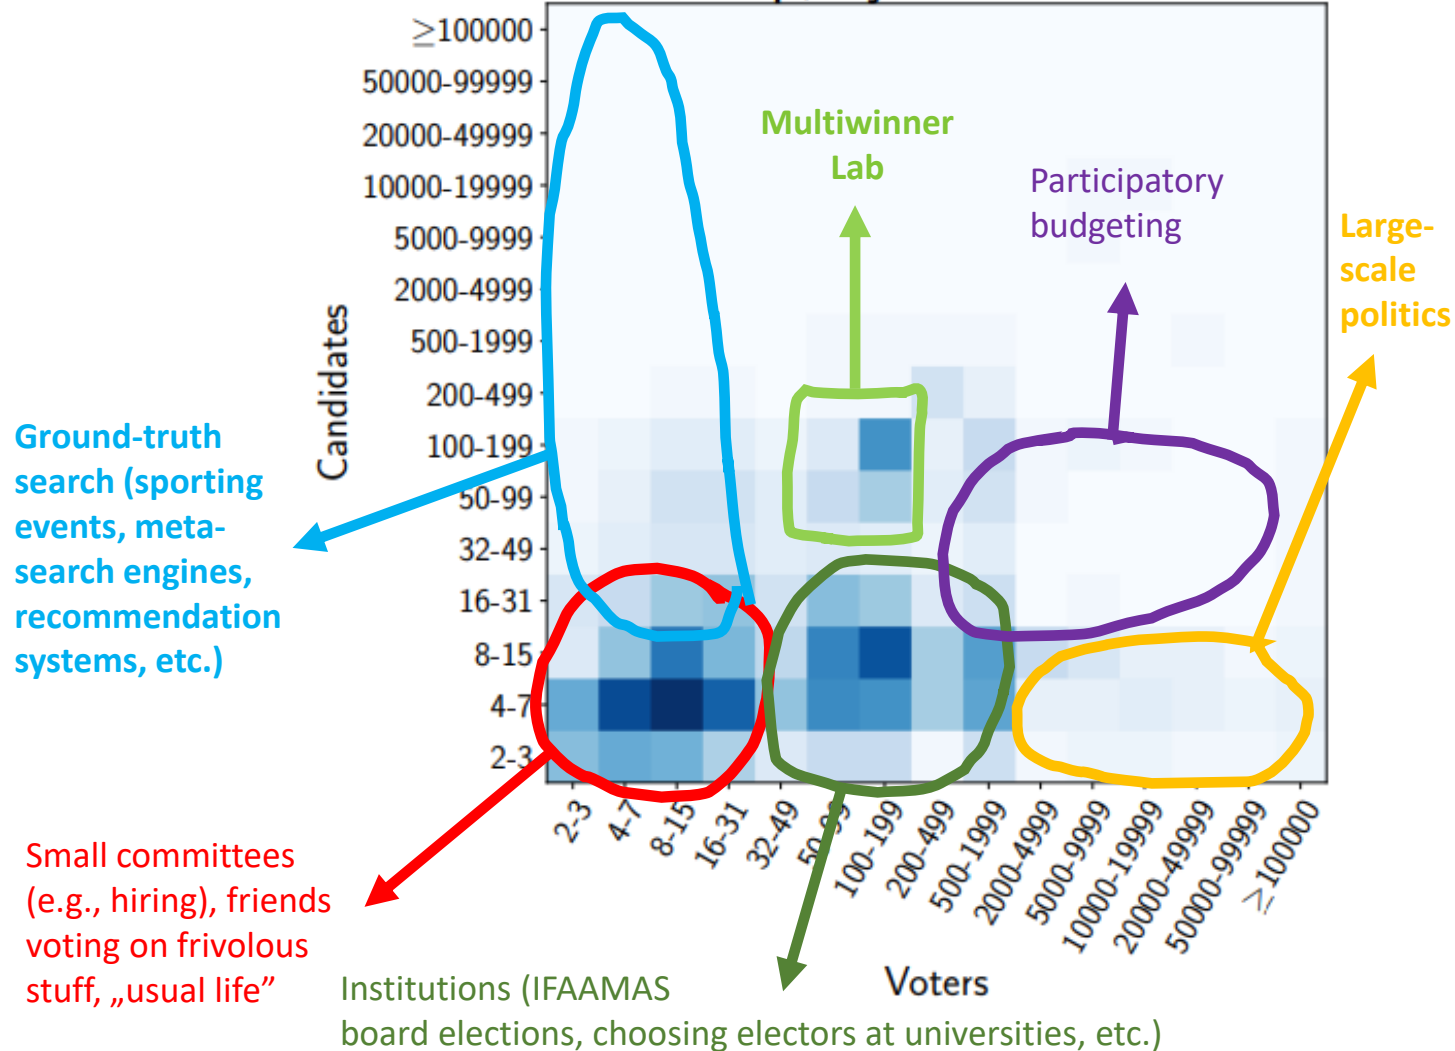 ≥100000
50000-99999
20000-49999
10000-19999
5000-9999
2000-4999
500-1999
200-499
100-199
50-99
32-49
16-31
8-15
4-7
2-3
Candidates
Multiwinner
Lab
Participatory
budgeting
Large-
scale
politics
Ground-truth
search (sporting
events, meta-
search engines,
recommendation
systems, etc.)
2-3
4-7
8-15
16-31
32-49
50-99
100-199
200-499
500-1999
2000-4999
5000-9999
10000-19999
20000-49999
50000-99999
≥100000
Voters
Small committees
(e.g., hiring), friends
voting on frivolous
stuff, „usual life”
Institutions (IFAAMAS
board elections, choosing electors at universities, etc.)